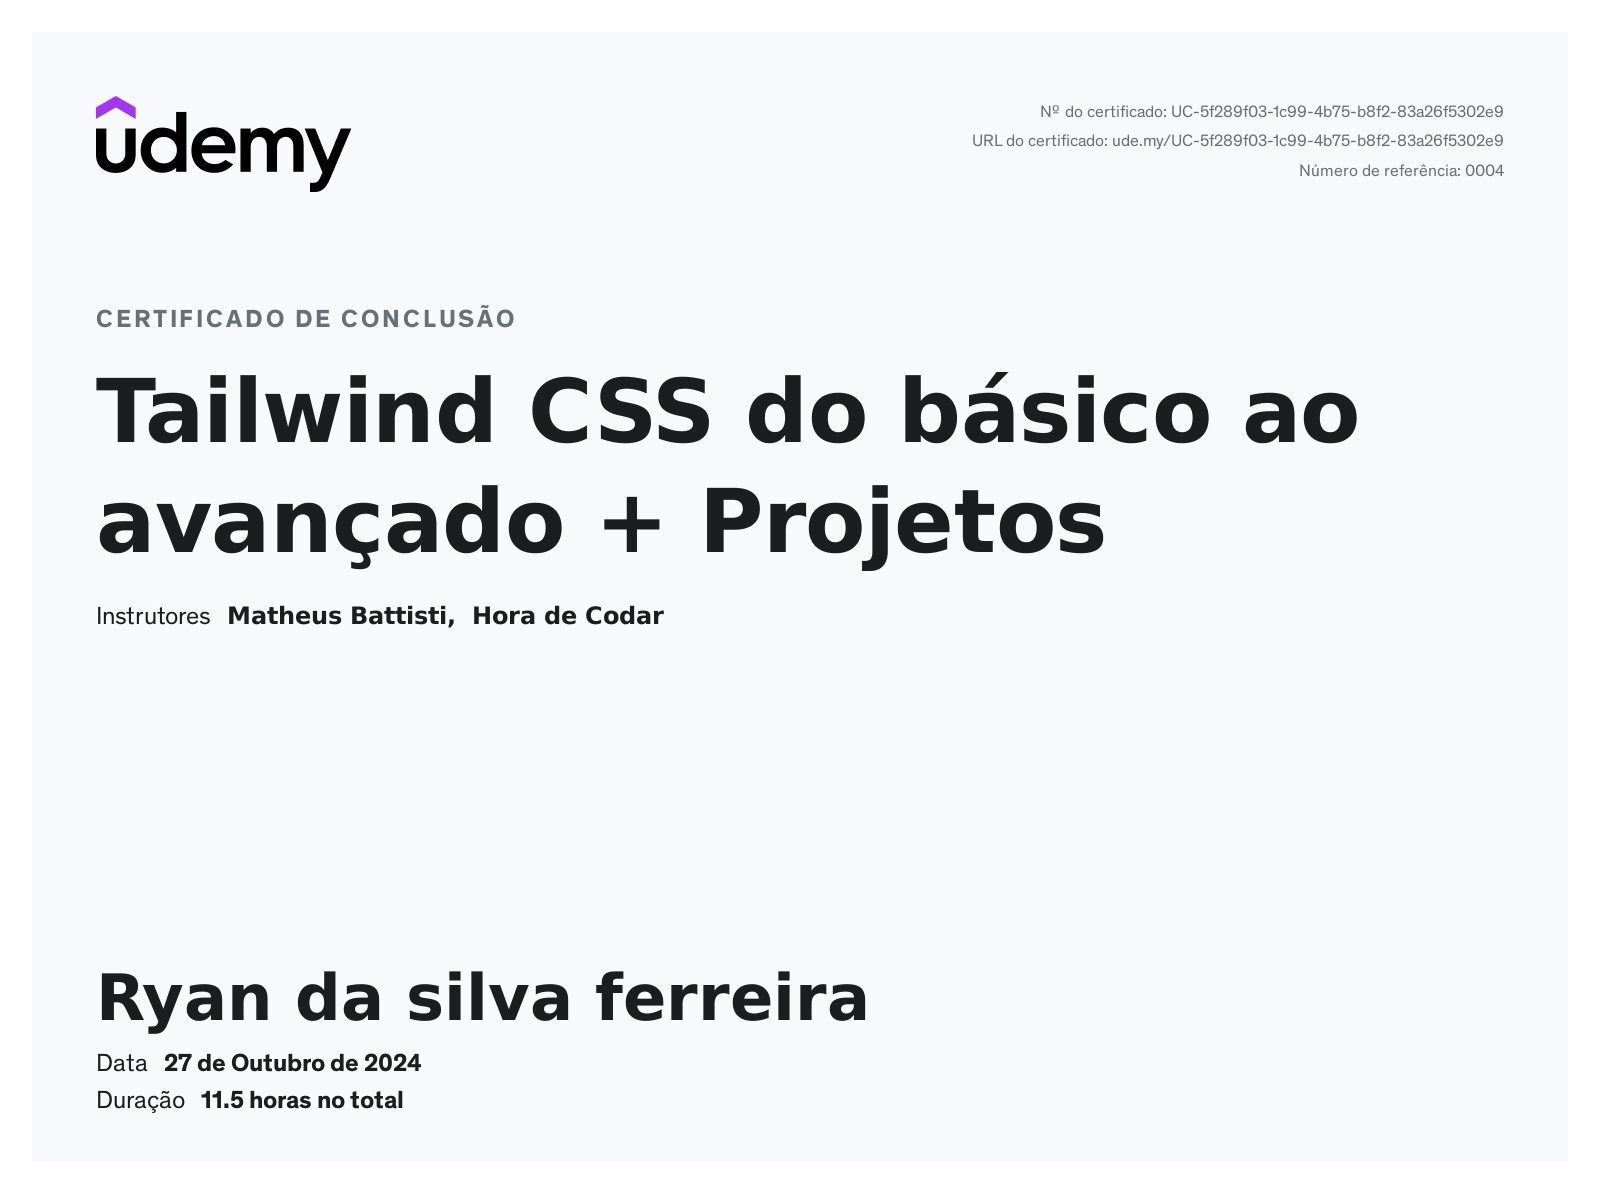 udemy
Nº do certificado: UC-5f289f03-1c99-4b75-b8f2-83a26f5302e9
URL do certificado: ude.my/UC-5f289f03-1c99-4b75-b8f2-83a26f5302e9
Número de referência: 0004
CERTIFICADO DE CONCLUSÃO
Tailwind CSS do básico ao
avançado + Projetos
Instrutores Matheus Battisti, Hora de Codar
Ryan da silva ferreira
Data 27 de Outubro de 2024
Duração 11.5 horas no total